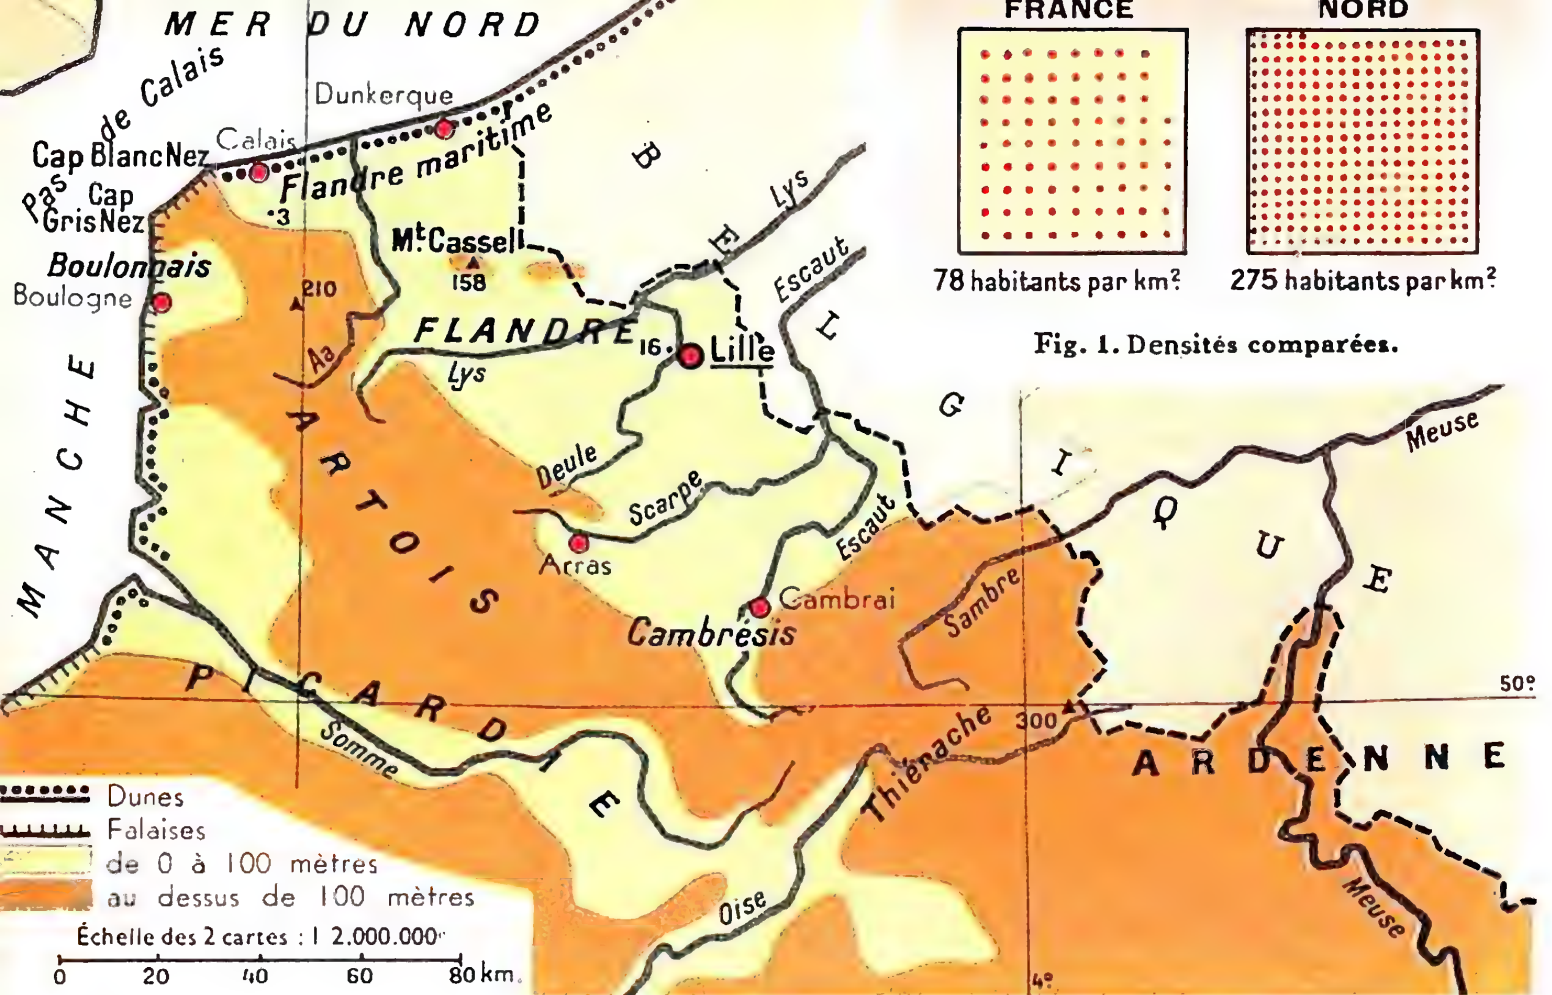 MER DU NORD
FRANCE
NORD
Pas de Calais
Dunkerque
Calais
Cap Blanc Nez
Flandre maritime
Cap
Gris Nez
3
Mt Cassel
158
Boulonnais
Boulogne
210
Aa
FLANDRE
Lys
16
Lille
Lys
Escaut
BELGIQUE
78 habitants par km2
275 habitants par km2
Fig. 1. Densités comparées.
MANCHE
ARTOIS
Deule
Scarpe
Escaut
Arras
Cambrai
Cambrésis
Sambre
Meuse
50º
PICARDIE
Somme
Thiérache
300
ARDENNE
Oise
Meuse
4º
Dunes
Falaises
de 0 à 100 mètres
au dessus de 100 mètres
Échelle des 2 cartes : 1 2.000.000
0 20 40 60 80 km.